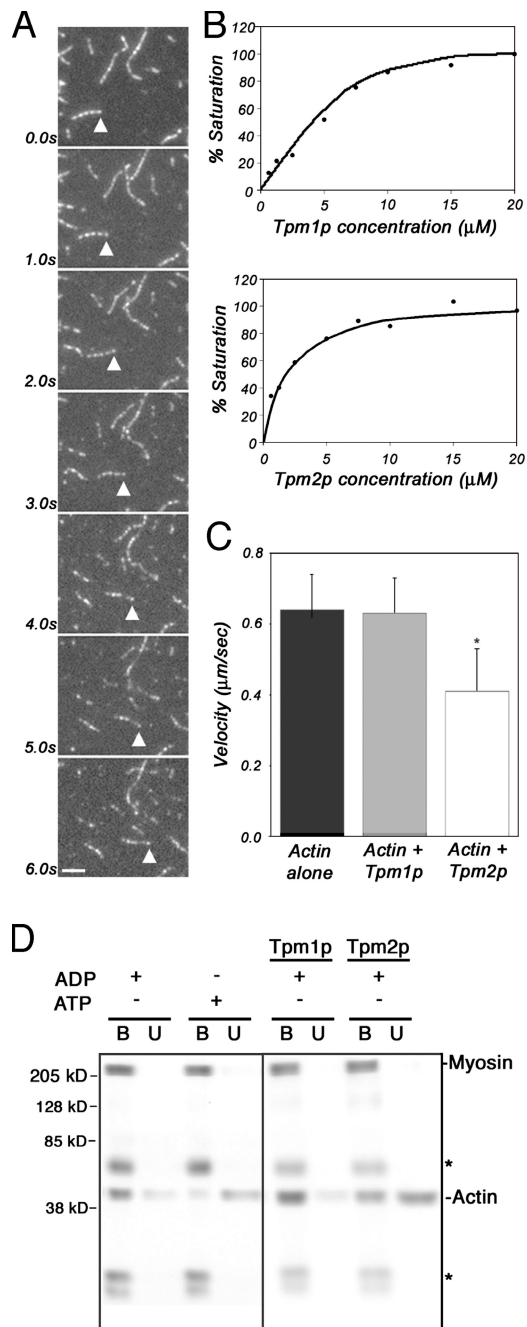 A
0.0s
1.0s
2.0s
3.0s
4.0s
5.0s
6.0s
B
120
100
80
60
40
20
0
% Saturation
0 5 10 15 20
Tpm1p concentration (μM)
120
100
80
60
40
20
0
% Saturation
0 5 10 15 20
Tpm2p concentration (μM)
C
0.8
0.6
0.4
0.2
0.0
Velocity (μm/sec)
*
Actin alone
Actin + Tpm1p
Actin + Tpm2p
D
Tpm1p Tpm2p
ADP + - + +
ATP - + - -
B U B U B U B U
205 kD-
128 kD-
85 kD-
38 kD-
-Myosin
*
-Actin
*